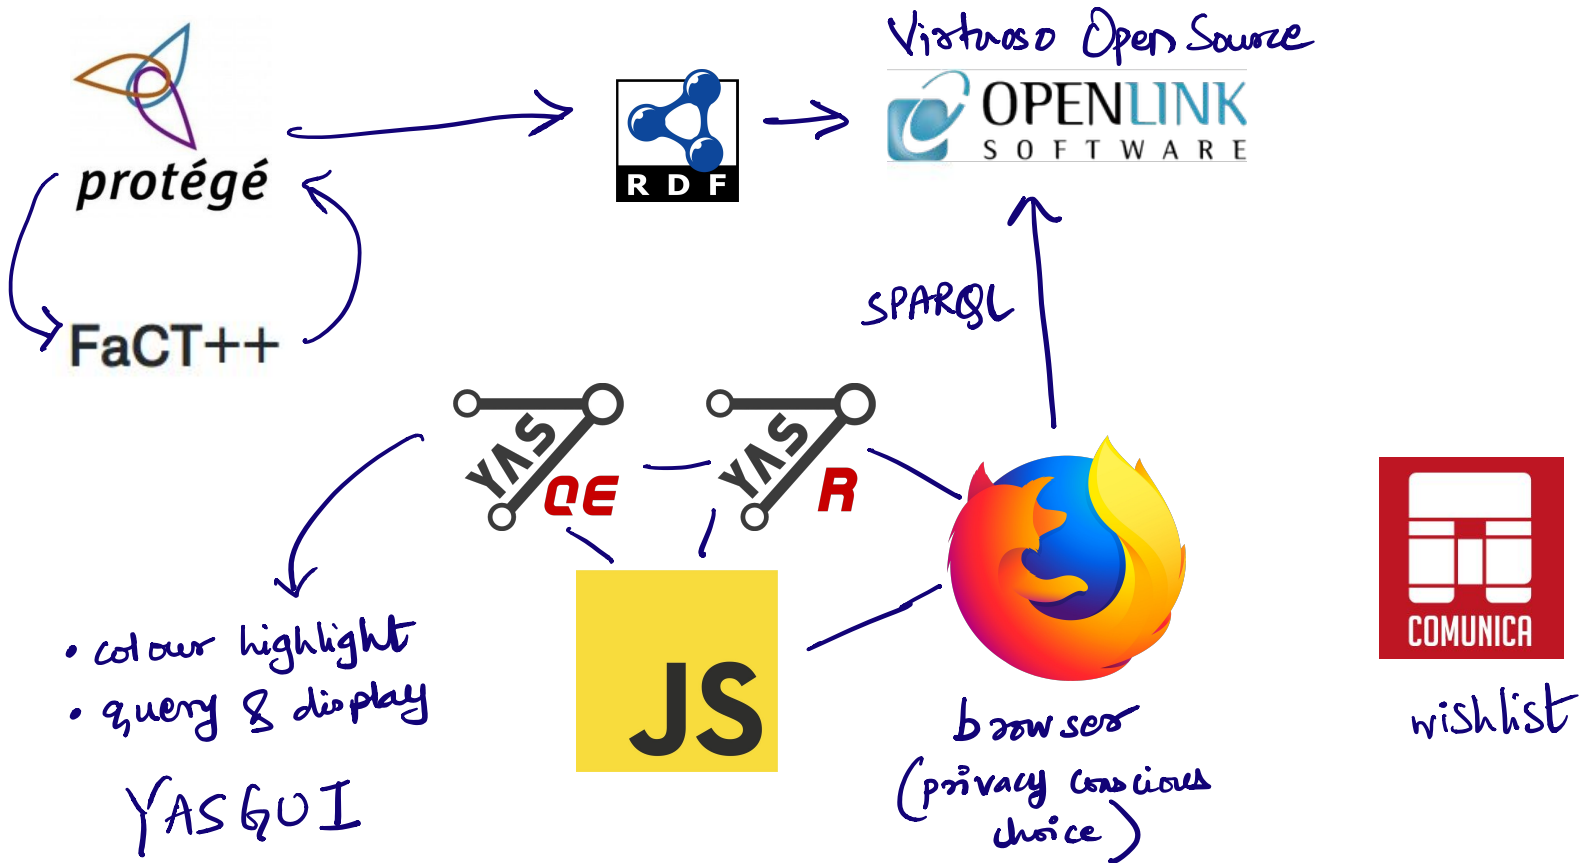 Virtuoso Open Source
OPENLINK
SOFTWARE
RDF
protégé
FaCT++
SPARQL
YAS
QE
YAS
R
JS
COMUNICA
wishlist
• colour highlight
• query & display
YASGUI
browser
(privacy conscious
choice)